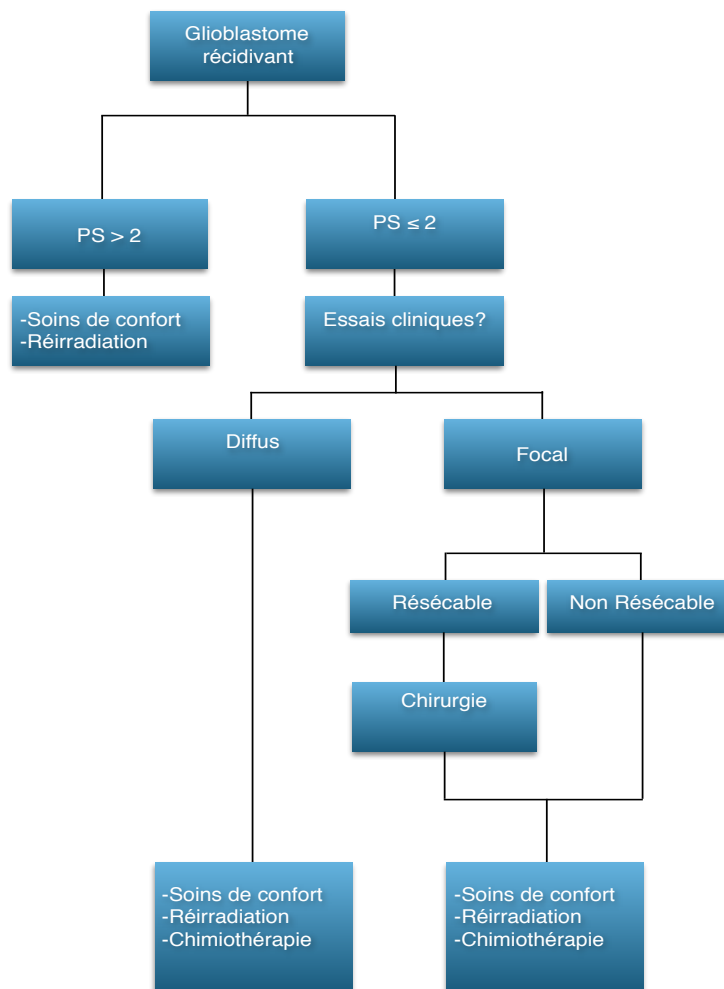 Glioblastome
récidivant
PS > 2
PS ≤ 2
-Soins de confort
-Réirradiation
Essais cliniques?
Diffus
Focal
Résécable
Non Résécable
Chirurgie
-Soins de confort
-Réirradiation
-Chimiothérapie
-Soins de confort
-Réirradiation
-Chimiothérapie